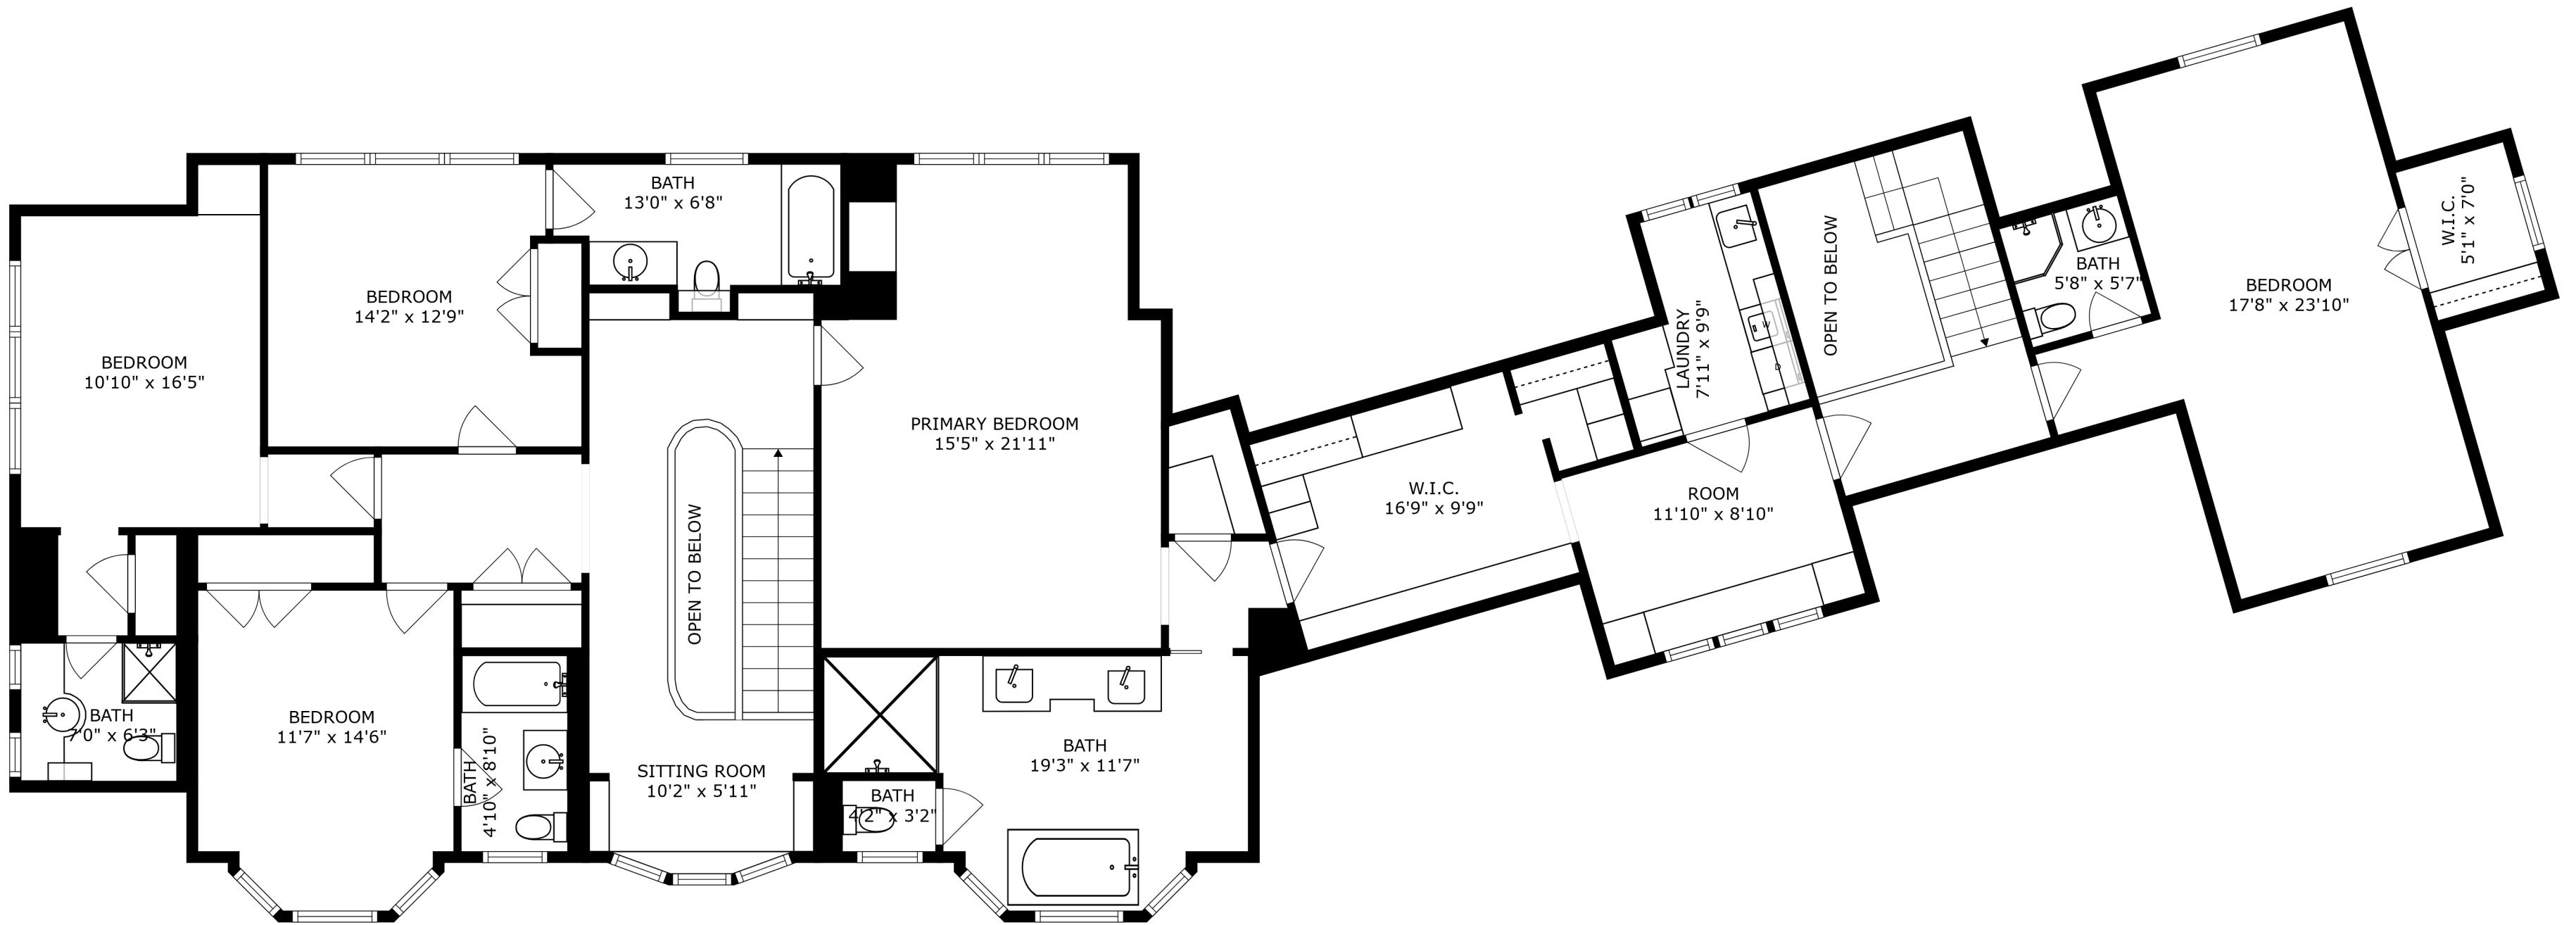 BATH
13'0" x 6'8"
BEDROOM
14'2" x 12'9"
BEDROOM
10'10" x 16'5"
PRIMARY BEDROOM
15'5" x 21'11"
OPEN TO BELOW
BATH
7'0" x 6'3"
BEDROOM
11'7" x 14'6"
BATH
4'10" x 8'10"
SITTING ROOM
10'2" x 5'11"
BATH
19'3" x 11'7"
BATH
4'2" x 3'2"
W.I.C.
16'9" x 9'9"
ROOM
11'10" x 8'10"
LAUNDRY
7'11" x 9'9"
W
D
OPEN TO BELOW
BATH
5'8" x 5'7"
BEDROOM
17'8" x 23'10"
W.I.C.
5'1" x 7'0"